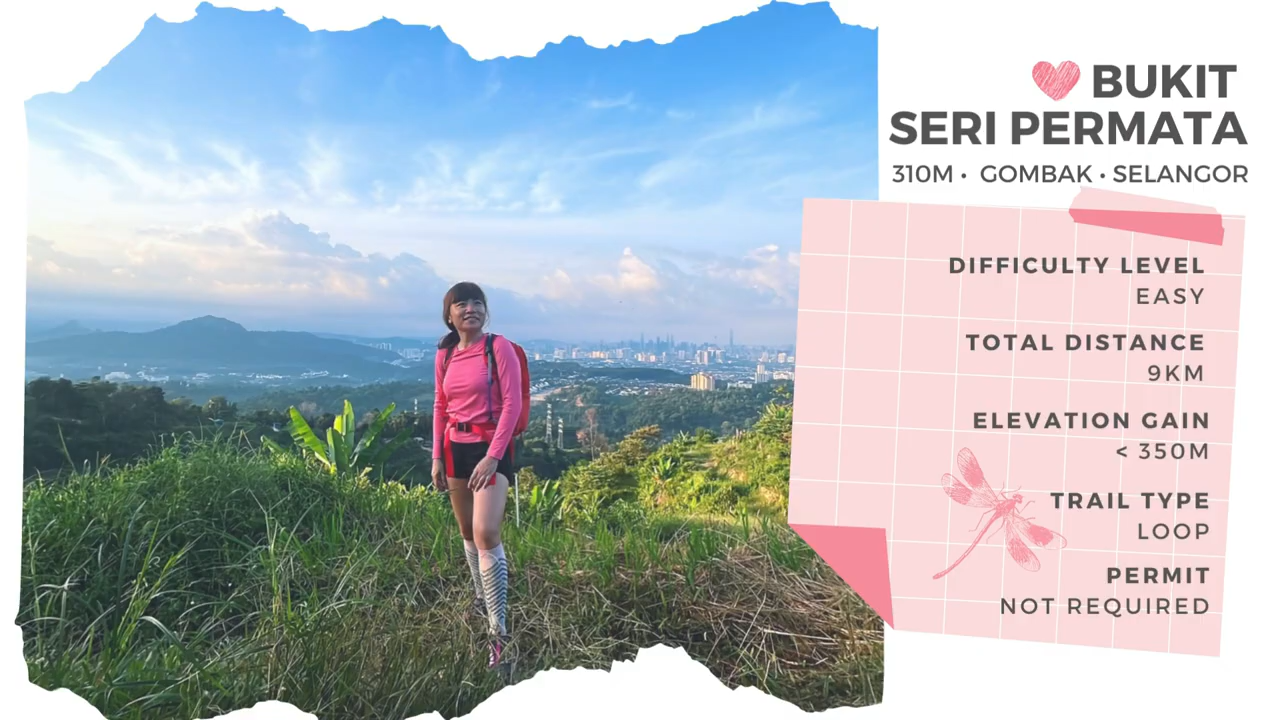 BUKIT
SERI PERMATA
310M · GOMBAK · SELANGOR
DIFFICULTY LEVEL
EASY
TOTAL DISTANCE
9KM
ELEVATION GAIN
< 350M
TRAIL TYPE
LOOP
PERMIT
NOT REQUIRED